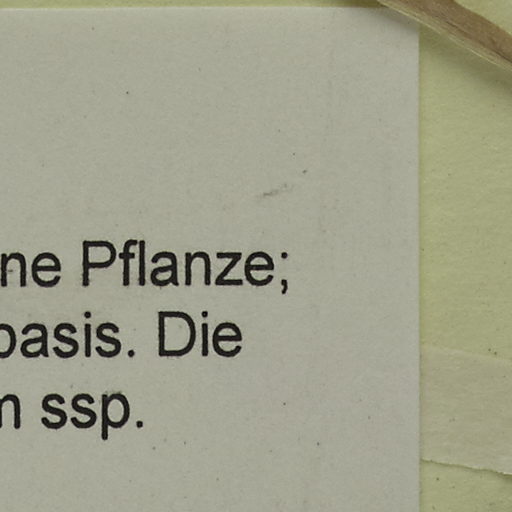 ne Pflanze;
basis. Die
m ssp.